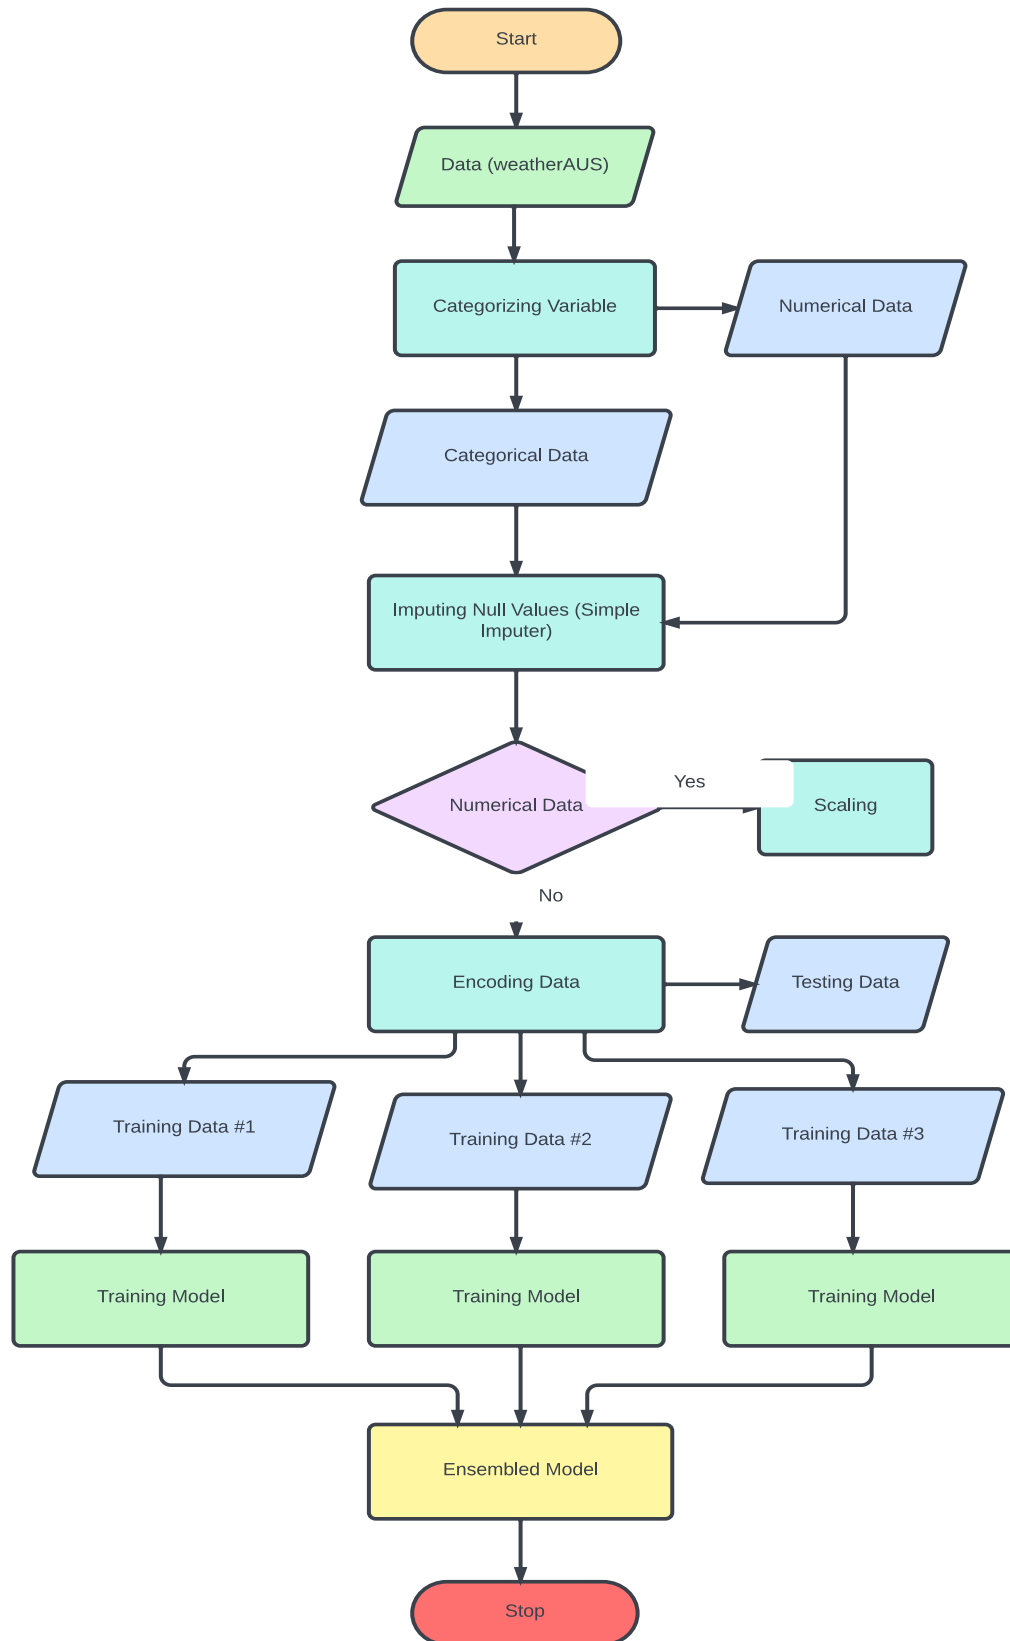 Start
Data (weatherAUS)
Categorizing Variable
Numerical Data
Categorical Data
Imputing Null Values (Simple
Imputer)
Numerical Data
Yes
Scaling
No
Encoding Data
Testing Data
Training Data #1
Training Data #2
Training Data #3
Training Model
Training Model
Training Model
Ensembled Model
Stop